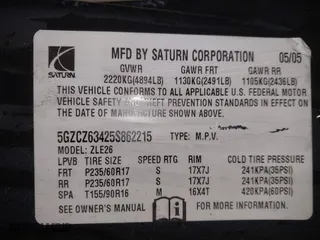 MFD BY SATURN CORPORATION 05/05
SATURN
GVWR GAWR FRT GAWR RR
2220KG(4894LB) 1130KG(2491LB) 1105KG(2436LB)
THIS VEHICLE CONFORMS TO ALL APPLICABLE U.S. FEDERAL MOTOR
VEHICLE SAFETY AND THEFT PREVENTION STANDARDS IN EFFECT ON
THE DATE OF MANUFACTURE SHOWN ABOVE.
5GZCZ63425S862215 TYPE: M.P.V.
MODEL: ZLE26
LPVB TIRE SIZE SPEED RTG RIM COLD TIRE PRESSURE
FRT P235/60R17 S 17X7J 241KPA(35PSI)
RR P235/60R17 S 17X7J 241KPA(35PSI)
SPA T155/90R16 M 16X4T 420KPA(60PSI)
SEE OWNER'S MANUAL FOR ADDITIONAL INFORMATION